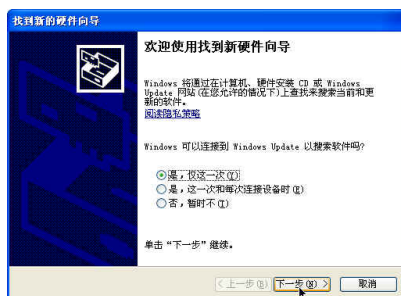 找到新的硬件向导
欢迎使用找到新硬件向导
Windows 将通过在计算机、硬件安装 CD 或 Windows
Update 网站(在您允许的情况下)上查找来搜索当前和更
新的软件。
阅读隐私策略
Windows 可以连接到 Windows Update 以搜索软件吗?
是，仅这一次(Y)
是，这一次和每次连接设备时(E)
否，暂时不(T)
单击“下一步”继续。
<上一步(B) 下一步(N) > 取消